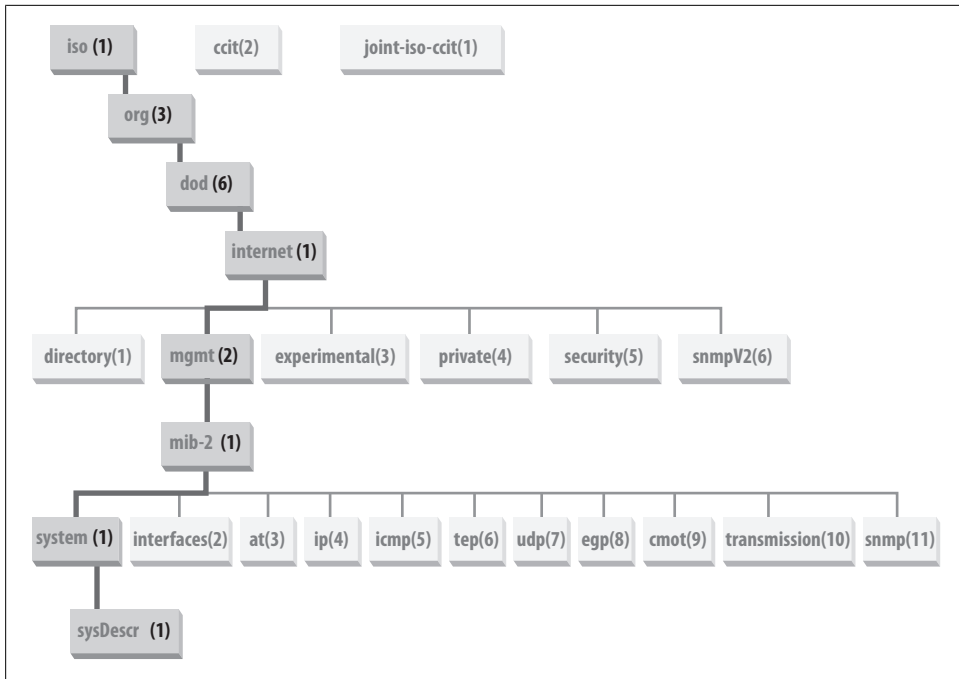 iso (1) ccit(2) joint-iso-ccit(1)
org(3)
dod (6)
internet (1)
directory(1) mgmt (2) experimental(3) private(4) security(5) snmpV2(6)
mib-2 (1)
system (1) interfaces(2) at(3) ip(4) icmp(5) tep(6) udp(7) egp(8) cmot(9) transmission(10) snmp(11)
sysDescr (1)